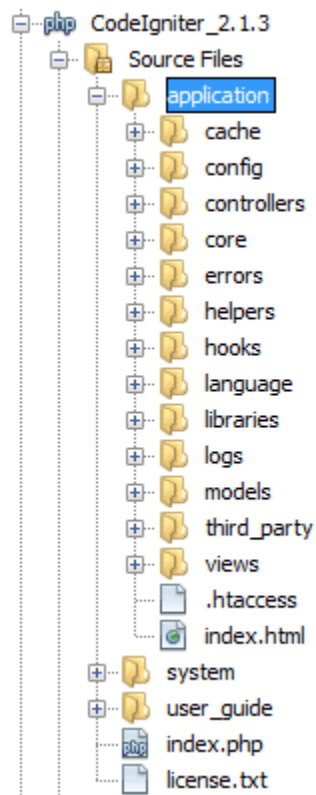 php CodeIgniter_2.1.3
Source Files
application
cache
config
controllers
core
errors
helpers
hooks
language
libraries
logs
models
third_party
views
.htaccess
index.html
system
user_guide
php index.php
license.txt